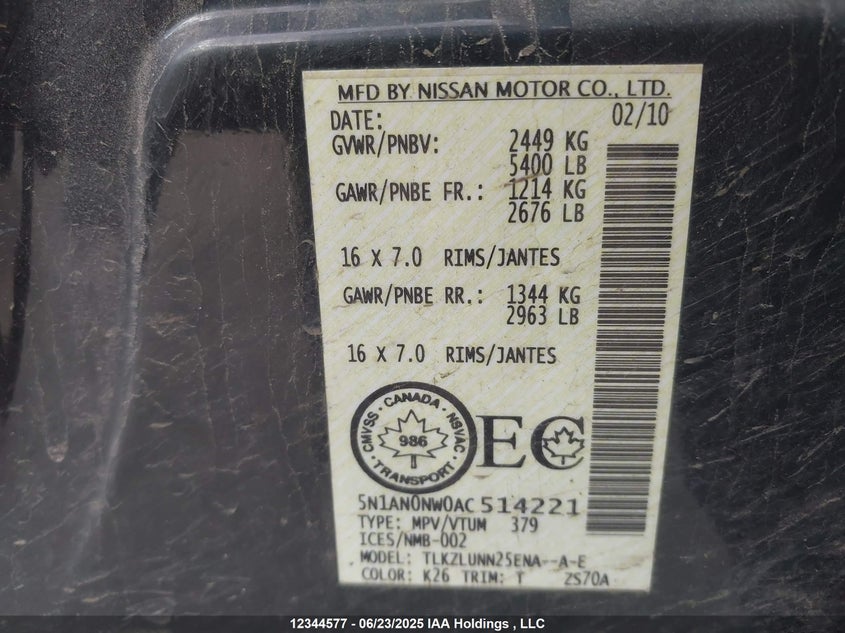 MFD BY NISSAN MOTOR CO., LTD.
DATE: 02/10
GVWR/PNBV: 2449 KG
5400 LB
GAWR/PNBE FR.: 1214 KG
2676 LB
16 X 7.0 RIMS/JANTES
GAWR/PNBE RR.: 1344 KG
2963 LB
16 X 7.0 RIMS/JANTES
CMVSS · CANADA · NSVAC
986
· TRANSPORT ·
EC
5N1AN0NW0AC514221
TYPE: MPV/VTUM 379
ICES/NMB-002
MODEL: TLKZLUNN25ENA--A-E
COLOR: K26 TRIM: T ZS70A
12344577 - 06/23/2025 IAA Holdings , LLC